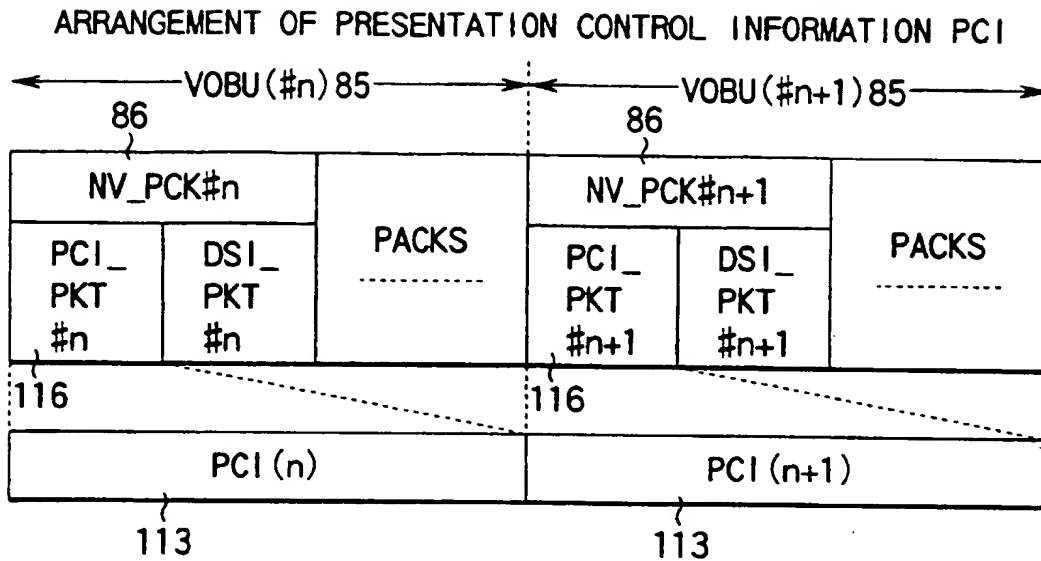 ARRANGEMENT OF PRESENTATION CONTROL INFORMATION PCI
VOBU(#n)85
VOBU(#n+1)85
86
86
NV_PCK#n
NV_PCK#n+1
PCI_
PKT
#n
DSI_
PKT
#n
PACKS
PCI_
PKT
#n+1
DSI_
PKT
#n+1
PACKS
116
116
PCI(n)
PCI(n+1)
113
113